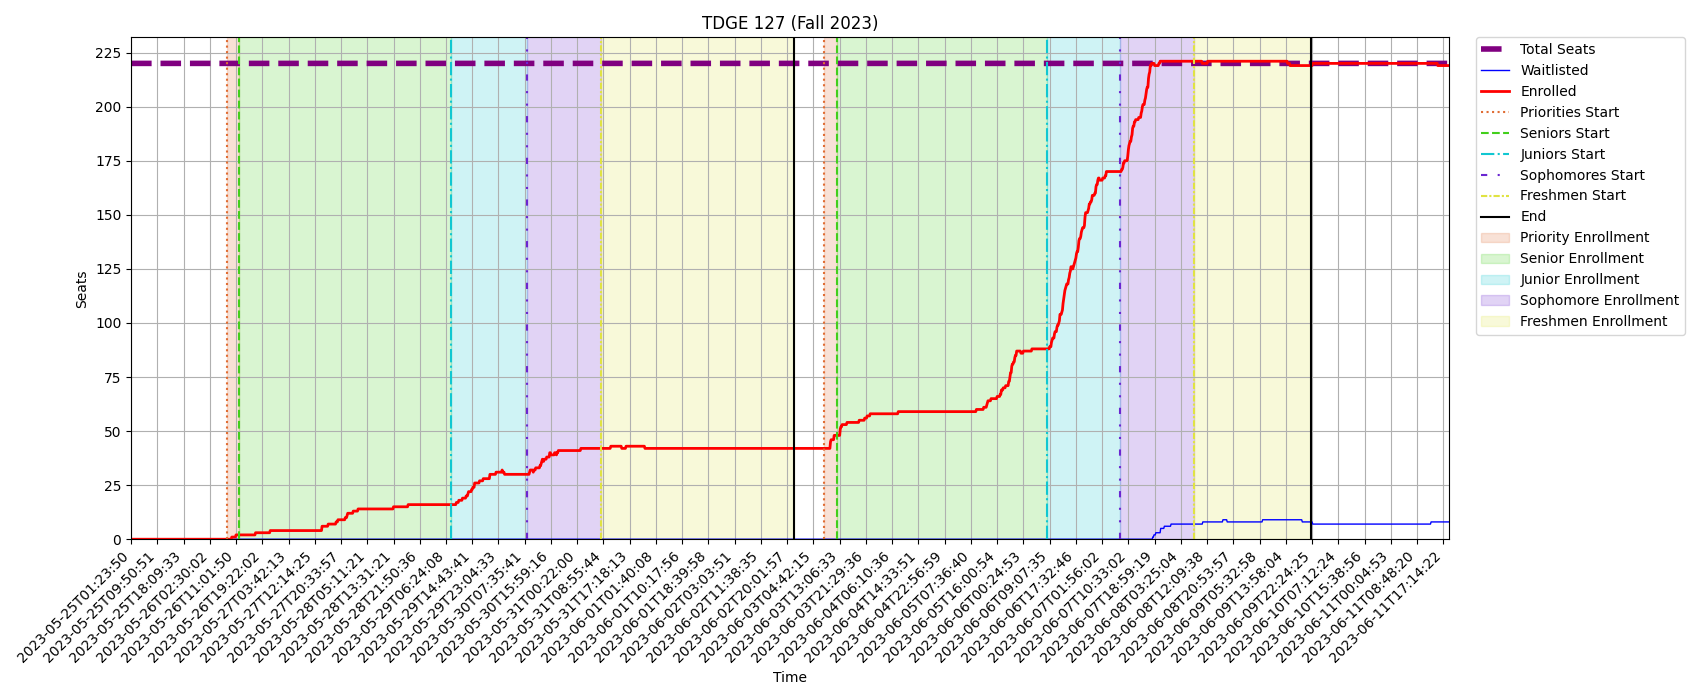 TDGE 127 (Fall 2023)
Seats
225
200
175
150
125
100
75
50
25
0
2023-05-25T01:23:50
2023-05-25T09:50:51
2023-05-25T18:09:33
2023-05-26T02:30:02
2023-05-26T11:01:50
2023-05-26T19:22:02
2023-05-27T03:42:13
2023-05-27T12:14:25
2023-05-27T20:33:57
2023-05-28T05:11:21
2023-05-28T13:31:21
2023-05-28T21:50:36
2023-05-29T06:24:08
2023-05-29T14:43:41
2023-05-29T23:04:33
2023-05-30T07:35:41
2023-05-30T15:59:16
2023-05-31T00:22:00
2023-05-31T08:55:44
2023-05-31T17:18:13
2023-06-01T01:40:08
2023-06-01T10:17:56
2023-06-01T18:39:58
2023-06-02T03:03:51
2023-06-02T11:38:35
2023-06-02T20:01:57
2023-06-03T04:42:15
2023-06-03T13:06:33
2023-06-03T21:29:36
2023-06-04T06:10:36
2023-06-04T14:33:51
2023-06-04T22:56:59
2023-06-05T07:36:40
2023-06-05T16:00:54
2023-06-06T00:24:53
2023-06-06T09:07:35
2023-06-06T17:32:46
2023-06-07T01:56:02
2023-06-07T10:33:02
2023-06-07T18:59:19
2023-06-08T03:25:04
2023-06-08T12:09:38
2023-06-08T20:53:57
2023-06-09T05:32:58
2023-06-09T13:58:04
2023-06-09T22:24:25
2023-06-10T07:12:24
2023-06-10T15:38:56
2023-06-11T00:04:53
2023-06-11T08:48:20
2023-06-11T17:14:22
Time
Total Seats
Waitlisted
Enrolled
Priorities Start
Seniors Start
Juniors Start
Sophomores Start
Freshmen Start
End
Priority Enrollment
Senior Enrollment
Junior Enrollment
Sophomore Enrollment
Freshmen Enrollment